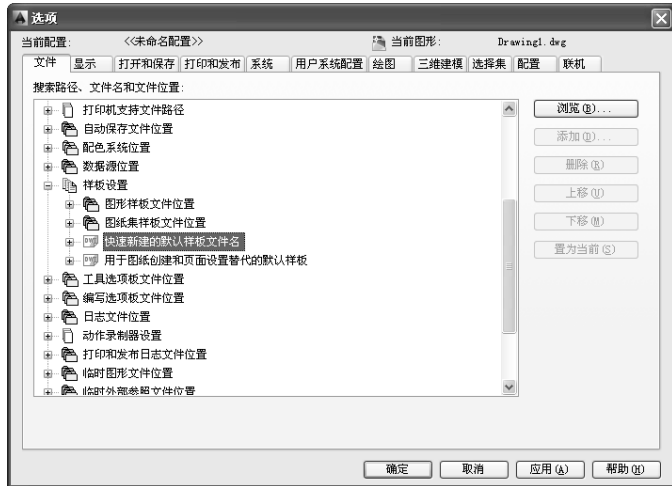 选项
当前配置: <<未命名配置>> 当前图形: Drawing1.dwg
文件 显示 打开和保存 打印和发布 系统 用户系统配置 绘图 三维建模 选择集 配置 联机
搜索路径、文件名和文件位置:
打印机支持文件路径
自动保存文件位置
配色系统位置
数据源位置
样板设置
图形样板文件位置
图纸集样板文件位置
快速新建的默认样板文件名
用于图纸创建和页面设置替代的默认样板
工具选项板文件位置
编写选项板文件位置
日志文件位置
动作录制器设置
打印和发布日志文件位置
临时图形文件位置
临时外部参照文件位置
浏览(B)...
添加(D)...
删除(R)
上移(U)
下移(M)
置为当前(S)
确定 取消 应用(A) 帮助(H)